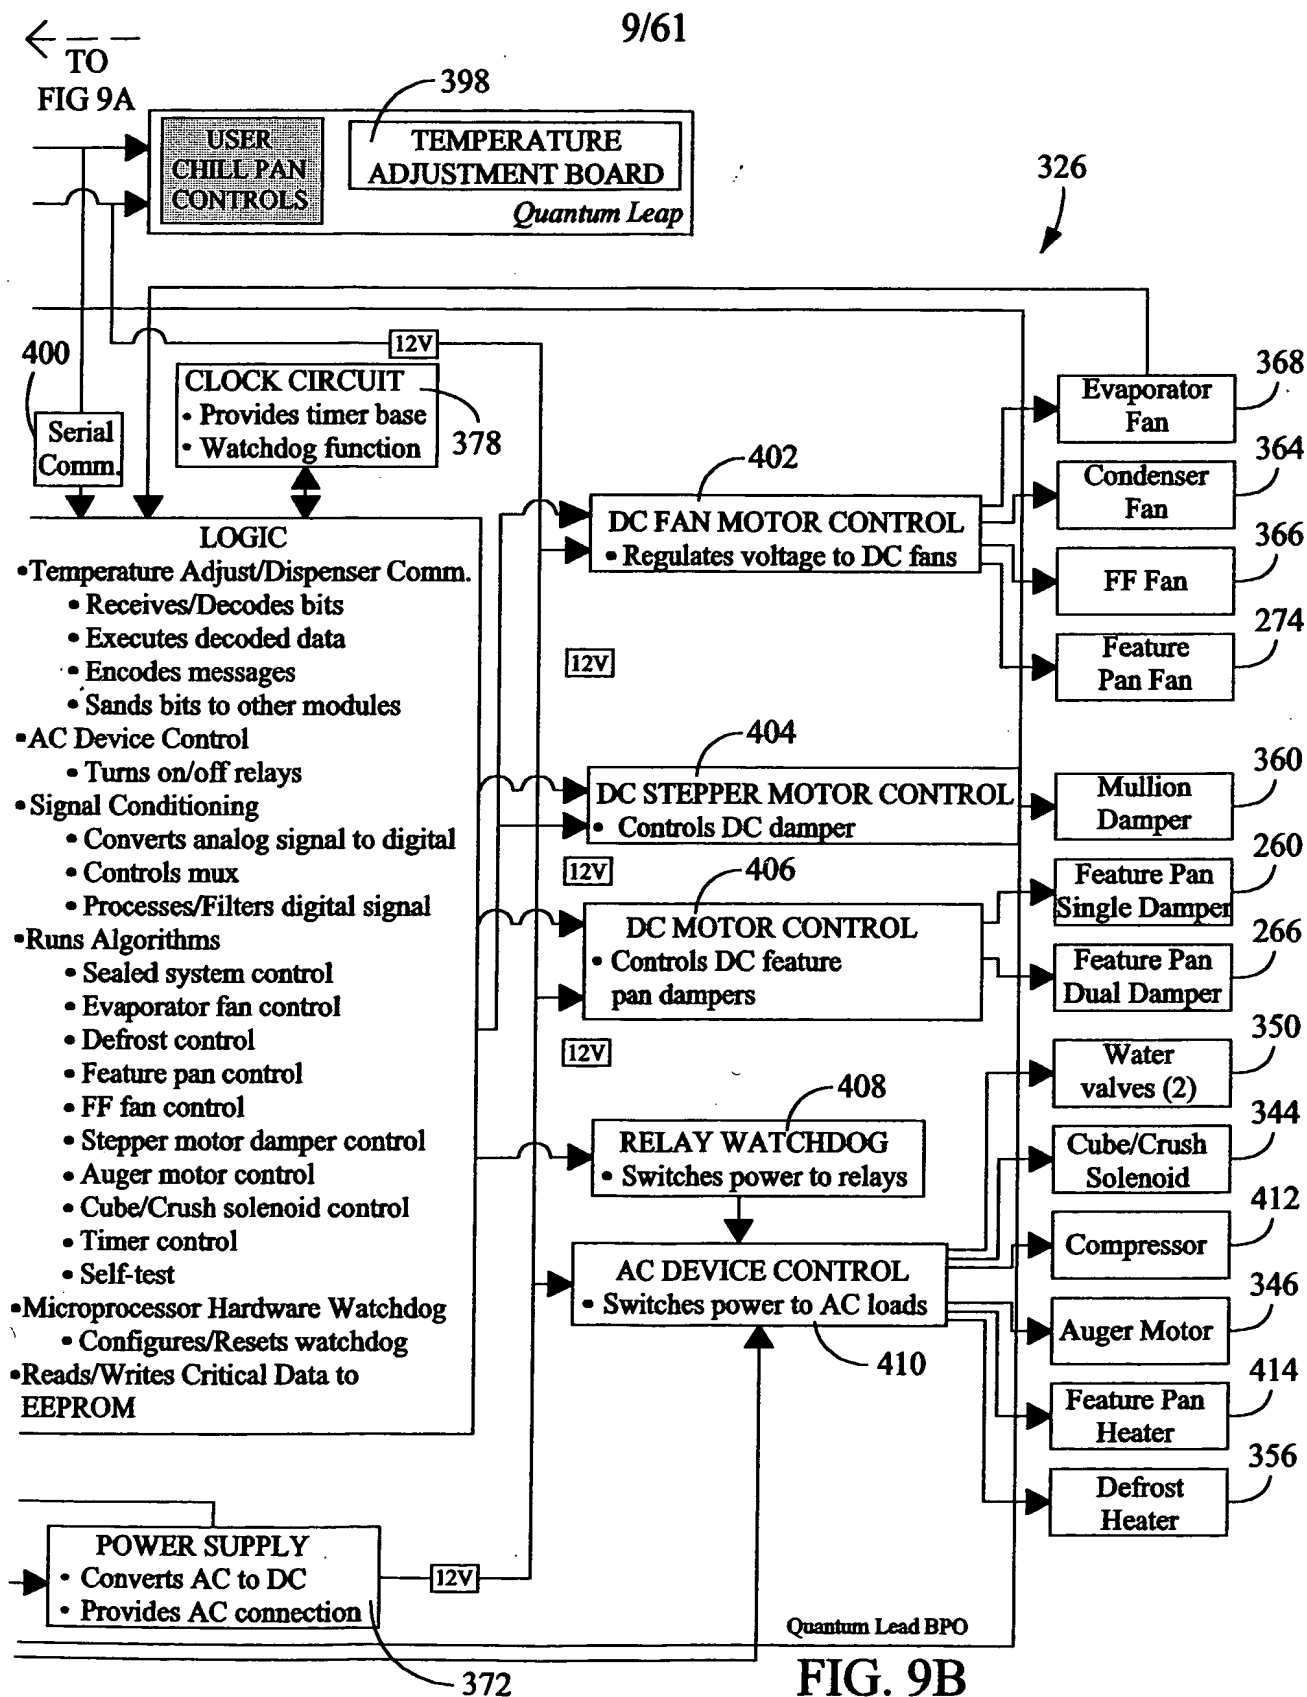 9/61
TO
FIG 9A
398
USER
CHILL PAN
CONTROLS
TEMPERATURE
ADJUSTMENT BOARD
Quantum Leap
326
12V
400
Serial
Comm.
CLOCK CIRCUIT
• Provides timer base
• Watchdog function
378
LOGIC
•Temperature Adjust/Dispenser Comm.
• Receives/Decodes bits
• Executes decoded data
• Encodes messages
• Sands bits to other modules
•AC Device Control
• Turns on/off relays
• Signal Conditioning
• Converts analog signal to digital
• Controls mux
• Processes/Filters digital signal
•Runs Algorithms
• Sealed system control
• Evaporator fan control
• Defrost control
• Feature pan control
• FF fan control
• Stepper motor damper control
• Auger motor control
• Cube/Crush solenoid control
• Timer control
• Self-test
•Microprocessor Hardware Watchdog
• Configures/Resets watchdog
•Reads/Writes Critical Data to
EEPROM
402
DC FAN MOTOR CONTROL
• Regulates voltage to DC fans
12V
404
DC STEPPER MOTOR CONTROL
• Controls DC damper
12V
406
DC MOTOR CONTROL
• Controls DC feature
pan dampers
12V
408
RELAY WATCHDOG
• Switches power to relays
AC DEVICE CONTROL
• Switches power to AC loads
410
Evaporator
Fan
368
Condenser
Fan
364
FF Fan
366
Feature
Pan Fan
274
Mullion
Damper
360
Feature Pan
Single Damper
260
Feature Pan
Dual Damper
266
Water
valves (2)
350
Cube/Crush
Solenoid
344
Compressor
412
Auger Motor
346
Feature Pan
Heater
414
Defrost
Heater
356
POWER SUPPLY
• Converts AC to DC
• Provides AC connection
12V
372
Quantum Lead BPO
FIG. 9B